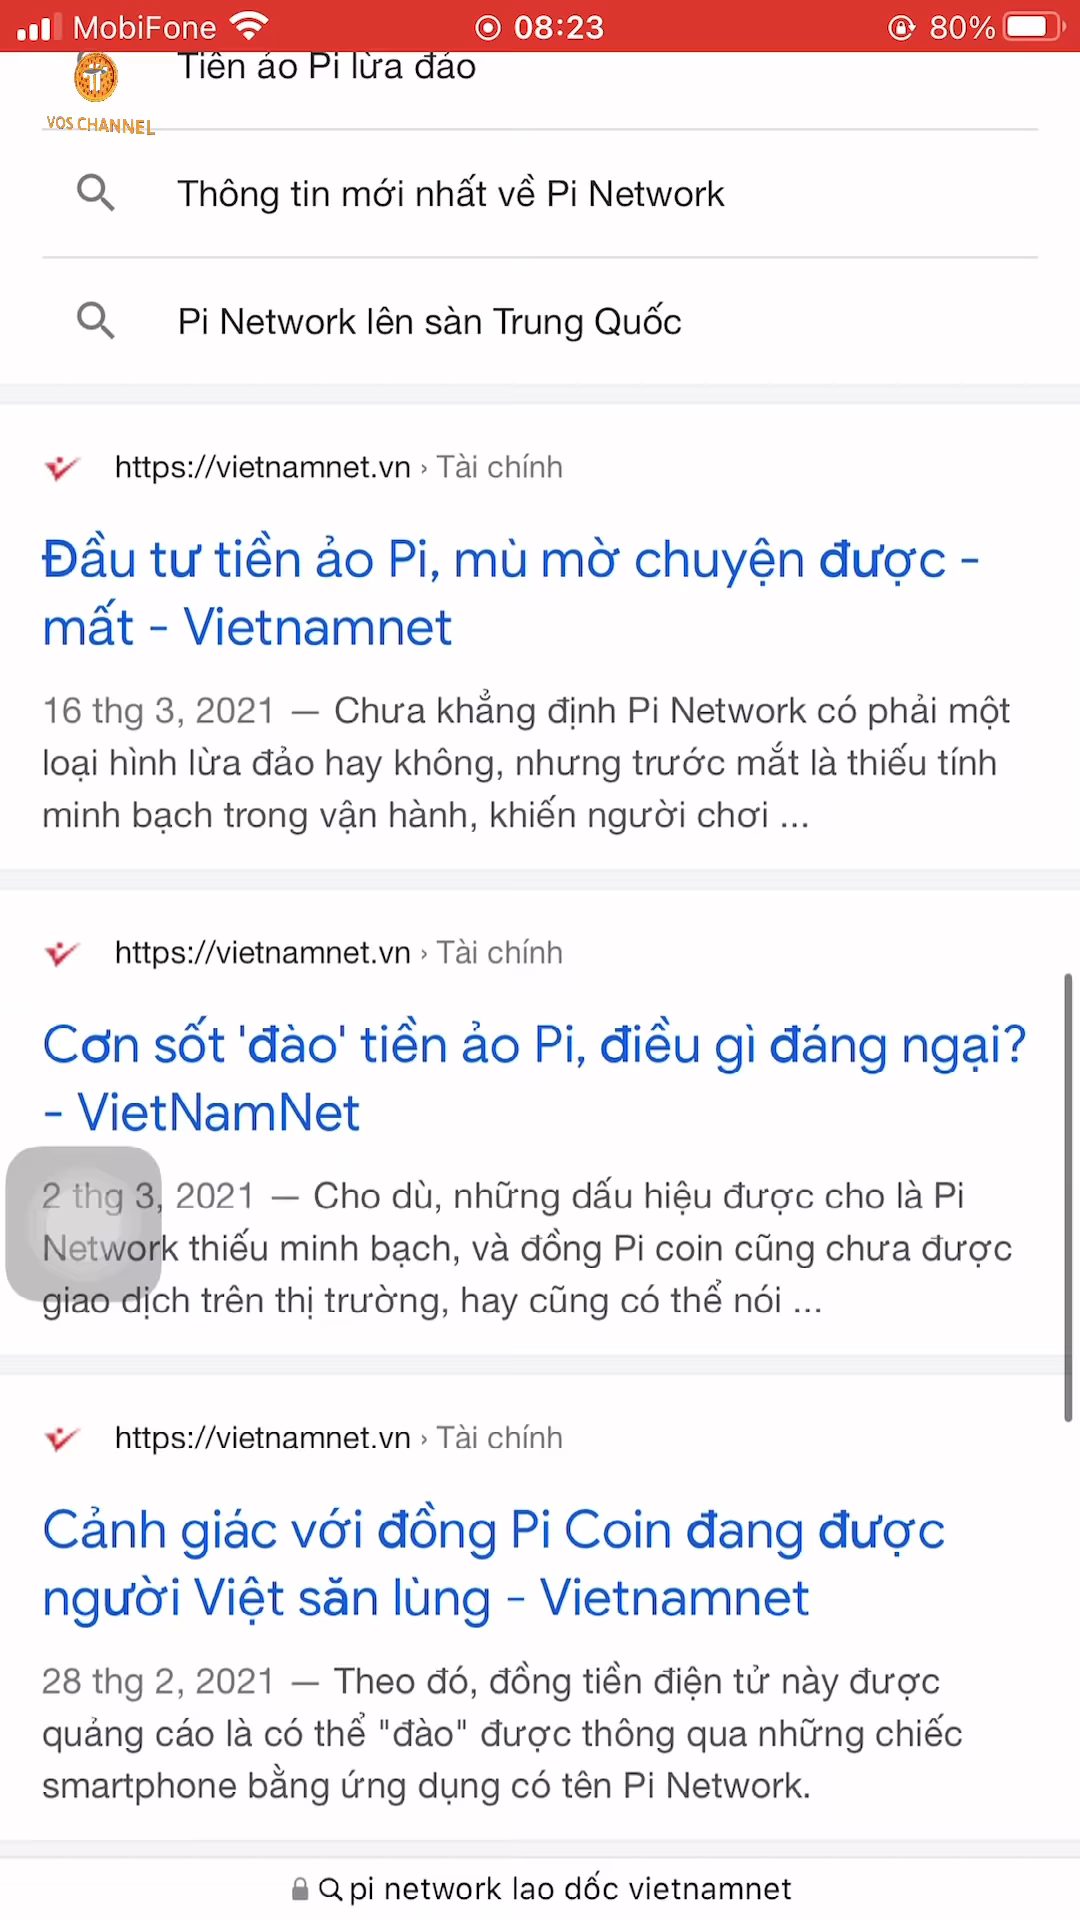 MobiFone 08:23 80%
Tiền ảo Pi lừa đảo
VOS CHANNEL
Thông tin mới nhất về Pi Network
Pi Network lên sàn Trung Quốc
https://vietnamnet.vn › Tài chính
Đầu tư tiền ảo Pi, mù mờ chuyện được -
mất - Vietnamnet
16 thg 3, 2021 — Chưa khẳng định Pi Network có phải một
loại hình lừa đảo hay không, nhưng trước mắt là thiếu tính
minh bạch trong vận hành, khiến người chơi ...
https://vietnamnet.vn › Tài chính
Cơn sốt 'đào' tiền ảo Pi, điều gì đáng ngại?
- VietNamNet
2 thg 3, 2021 — Cho dù, những dấu hiệu được cho là Pi
Network thiếu minh bạch, và đồng Pi coin cũng chưa được
giao dịch trên thị trường, hay cũng có thể nói ...
https://vietnamnet.vn › Tài chính
Cảnh giác với đồng Pi Coin đang được
người Việt săn lùng - Vietnamnet
28 thg 2, 2021 — Theo đó, đồng tiền điện tử này được
quảng cáo là có thể "đào" được thông qua những chiếc
smartphone bằng ứng dụng có tên Pi Network.
pi network lao dốc vietnamnet